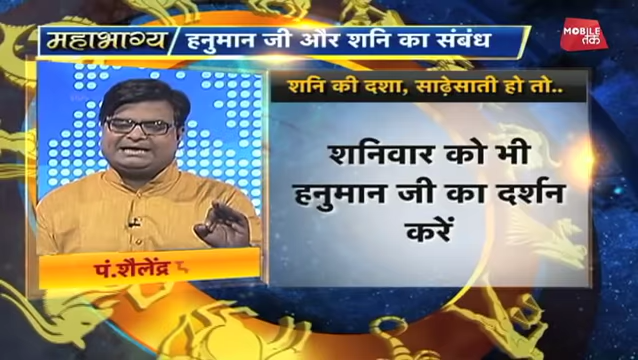 MOBILE
तक
महाभाग्य / हनुमान जी और शनि का संबंध
शनि की दशा, साढ़ेसाती हो तो..
शनिवार को भी
हनुमान जी का दर्शन
करें
पं.शैलेंद्र